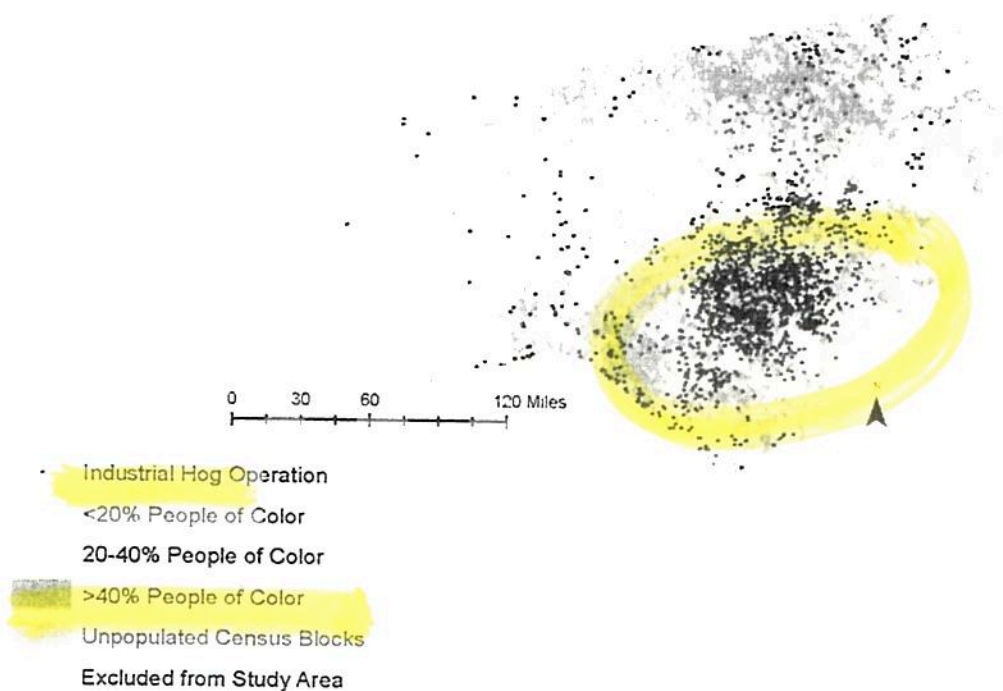 0 30 60 120 Miles
Industrial Hog Operation
<20% People of Color
20-40% People of Color
>40% People of Color
Unpopulated Census Blocks
Excluded from Study Area